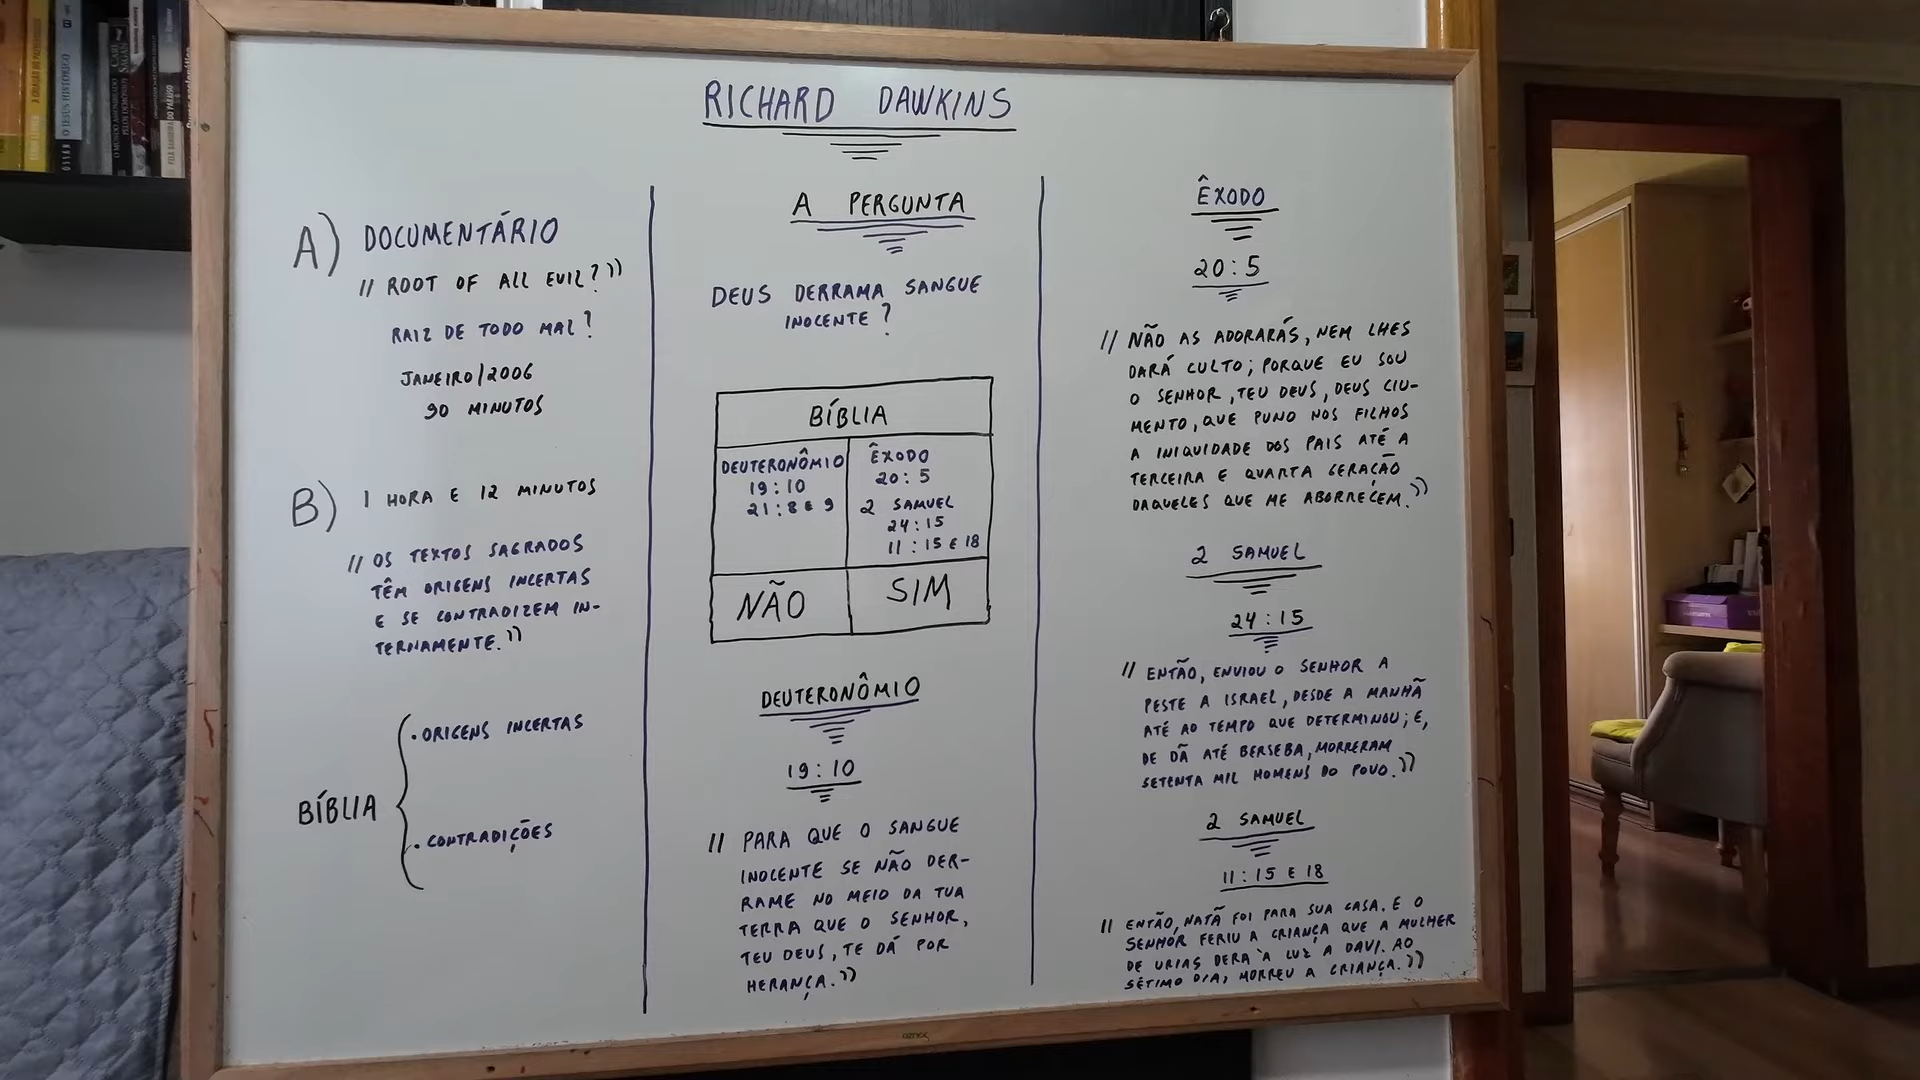 RICHARD DAWKINS
A) DOCUMENTÁRIO
"ROOT OF ALL EVIL?"
RAIZ DE TODO MAL?
JANEIRO/2006
90 MINUTOS
B) 1 HORA E 12 MINUTOS
"OS TEXTOS SAGRADOS
TÊM ORIGENS INCERTAS
E SE CONTRADIZEM IN-
TERNAMENTE."
BÍBLIA
. ORIGENS INCERTAS
. CONTRADIÇÕES
A PERGUNTA
DEUS DERRAMA SANGUE
INOCENTE?
BÍBLIA
DEUTERONÔMIO
19:10
21:8 E 9
ÊXODO
20:5
2 SAMUEL
24:15
11:15 E 18
NÃO
SIM
DEUTERONÔMIO
19:10
"PARA QUE O SANGUE
INOCENTE SE NÃO DER-
RAME NO MEIO DA TUA
TERRA QUE O SENHOR,
TEU DEUS, TE DÁ POR
HERANÇA."
ÊXODO
20:5
"NÃO AS ADORARÁS, NEM LHES
DARÁ CULTO; PORQUE EU SOU
O SENHOR, TEU DEUS, DEUS CIU-
MENTO, QUE PUNO NOS FILHOS
A INIQUIDADE DOS PAIS ATÉ A
TERCEIRA E QUARTA GERAÇÃO
DAQUELES QUE ME ABORRECEM."
2 SAMUEL
24:15
"ENTÃO, ENVIOU O SENHOR A
PESTE A ISRAEL, DESDE A MANHÃ
ATÉ AO TEMPO QUE DETERMINOU; E,
DE DÃ ATÉ BERSEBA, MORRERAM
SETENTA MIL HOMENS DO POVO."
2 SAMUEL
11:15 E 18
"ENTÃO, NATÃ FOI PARA SUA CASA. E O
SENHOR FERIU A CRIANÇA QUE A MULHER
DE URIAS DERA À LUZ A DAVI. AO
SÉTIMO DIA, MORREU A CRIANÇA."
O JESUS HISTÓRICO